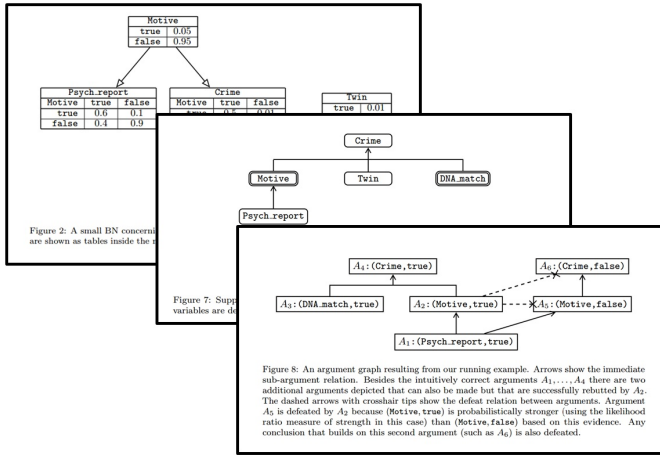 Motive
true 0.05
false 0.95
Psych_report
Motive true false
true 0.6 0.1
false 0.4 0.9
Crime
Motive true false
true 0.5 0.01
Twin
true 0.01
Figure 2: A small BN concerni
are shown as tables inside the
Crime
Motive
Twin
DNA_match
Psych_report
Figure 7: Supp
variables are de
A4:(Crime,true)
A6:(Crime,false)
A3:(DNA_match,true)
A2:(Motive,true)
A5:(Motive,false)
A1:(Psych_report,true)
Figure 8: An argument graph resulting from our running example. Arrows show the immediate
sub-argument relation. Besides the intuitively correct arguments A1,...,A4 there are two
additional arguments depicted that can also be made but that are successfully rebutted by A2.
The dashed arrows with crosshair tips show the defeat relation between arguments. Argument
A5 is defeated by A2 because (Motive,true) is probabilistically stronger (using the likelihood
ratio measure of strength in this case) than (Motive,false) based on this evidence. Any
conclusion that builds on this second argument (such as A6) is also defeated.